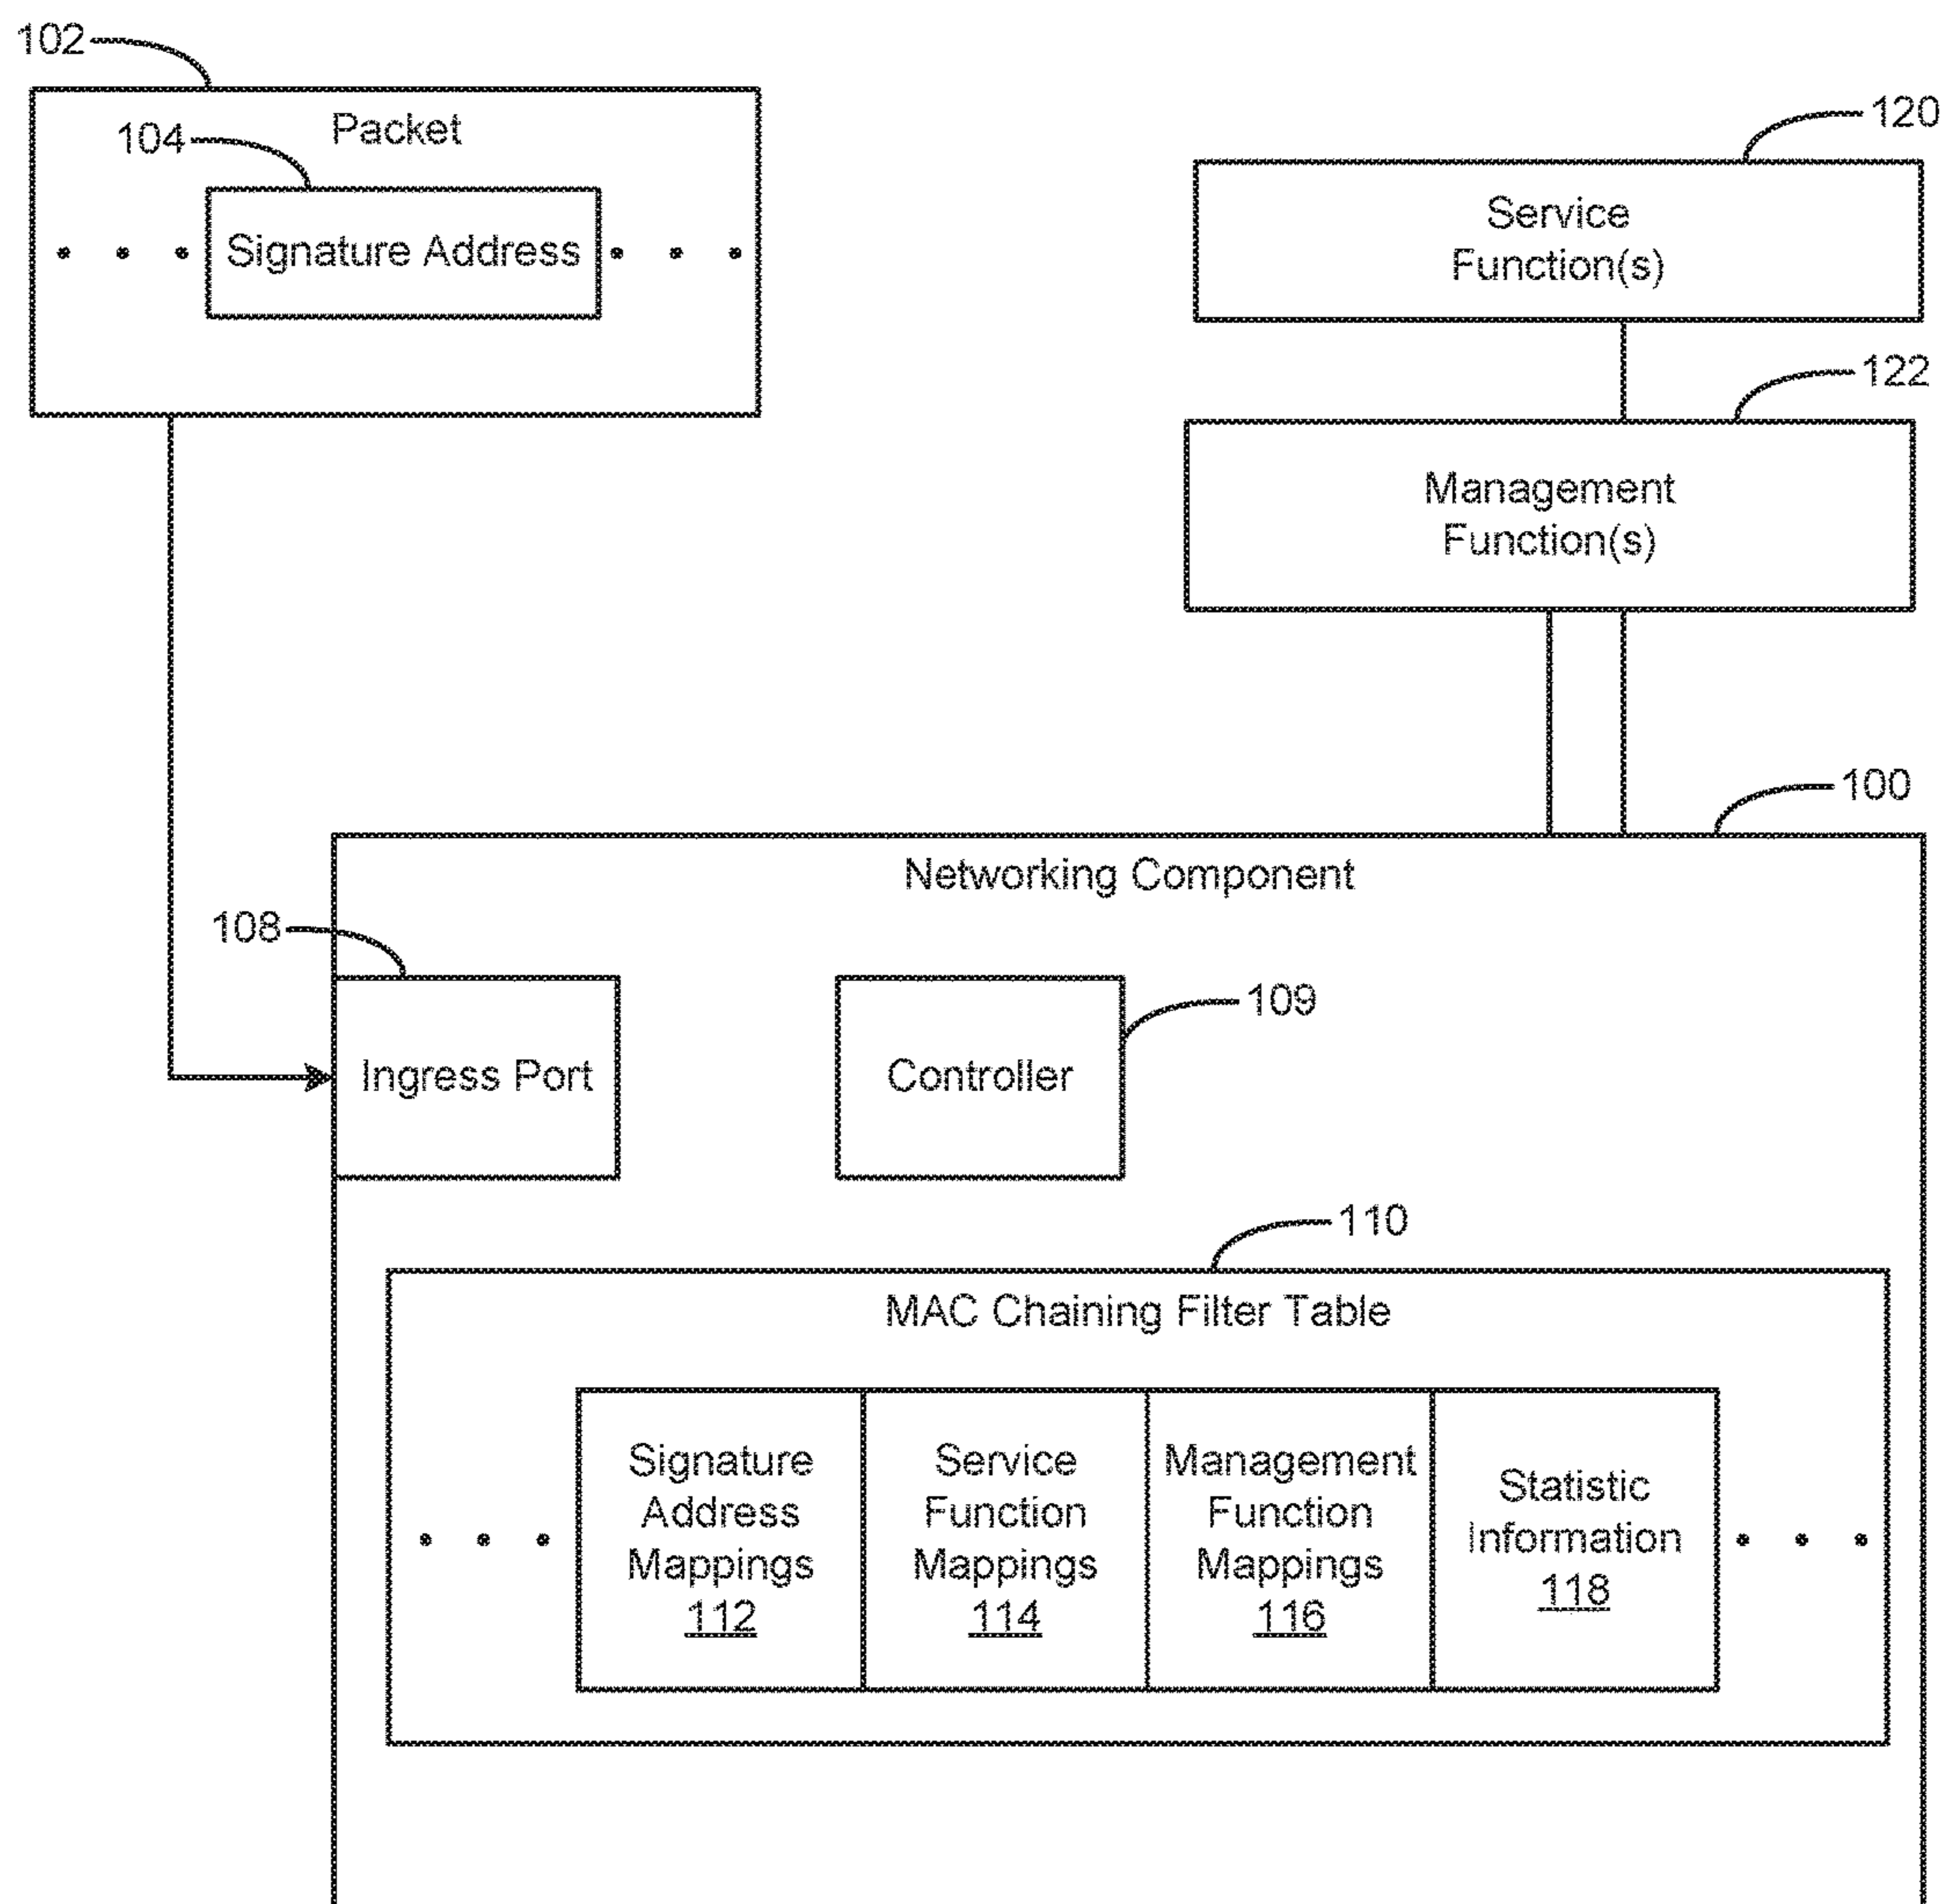 102
Packet
104
Signature Address
120
Service
Function(s)
122
Management
Function(s)
100
Networking Component
108
Ingress Port
Controller
109
110
MAC Chaining Filter Table
Signature
Address
Mappings
112
Service
Function
Mappings
114
Management
Function
Mappings
116
Statistic
Information
118